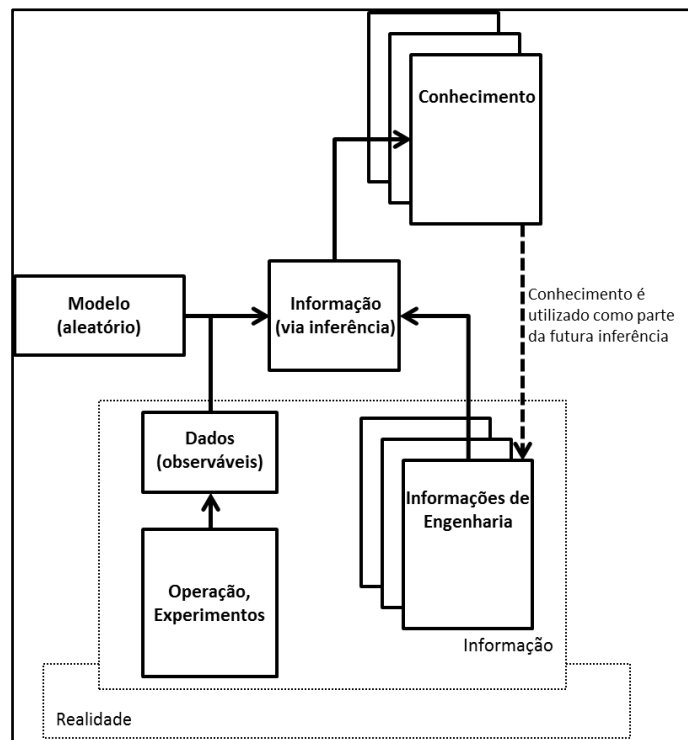 Conhecimento
Modelo
(aleatório)
Informação
(via inferência)
Conhecimento é
utilizado como parte
da futura inferência
Dados
(observáveis)
Informações de
Engenharia
Operação,
Experimentos
Informação
Realidade